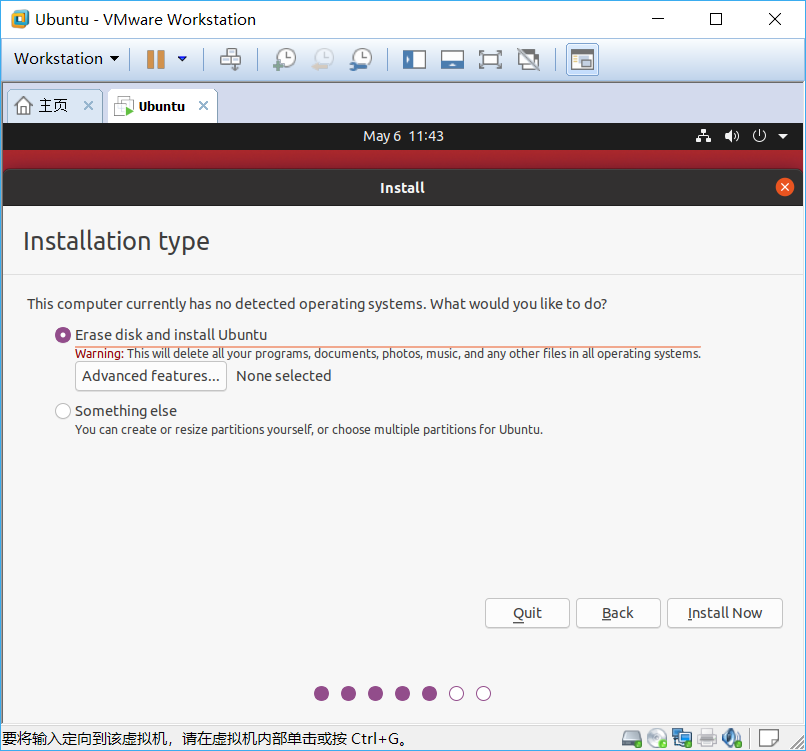 Ubuntu - VMware Workstation
Workstation
主页
Ubuntu
May 6 11:43
Install
Installation type
This computer currently has no detected operating systems. What would you like to do?
Erase disk and install Ubuntu
Warning: This will delete all your programs, documents, photos, music, and any other files in all operating systems.
Advanced features... None selected
Something else
You can create or resize partitions yourself, or choose multiple partitions for Ubuntu.
Quit Back Install Now
要将输入定向到该虚拟机，请在虚拟机内部单击或按 Ctrl+G。